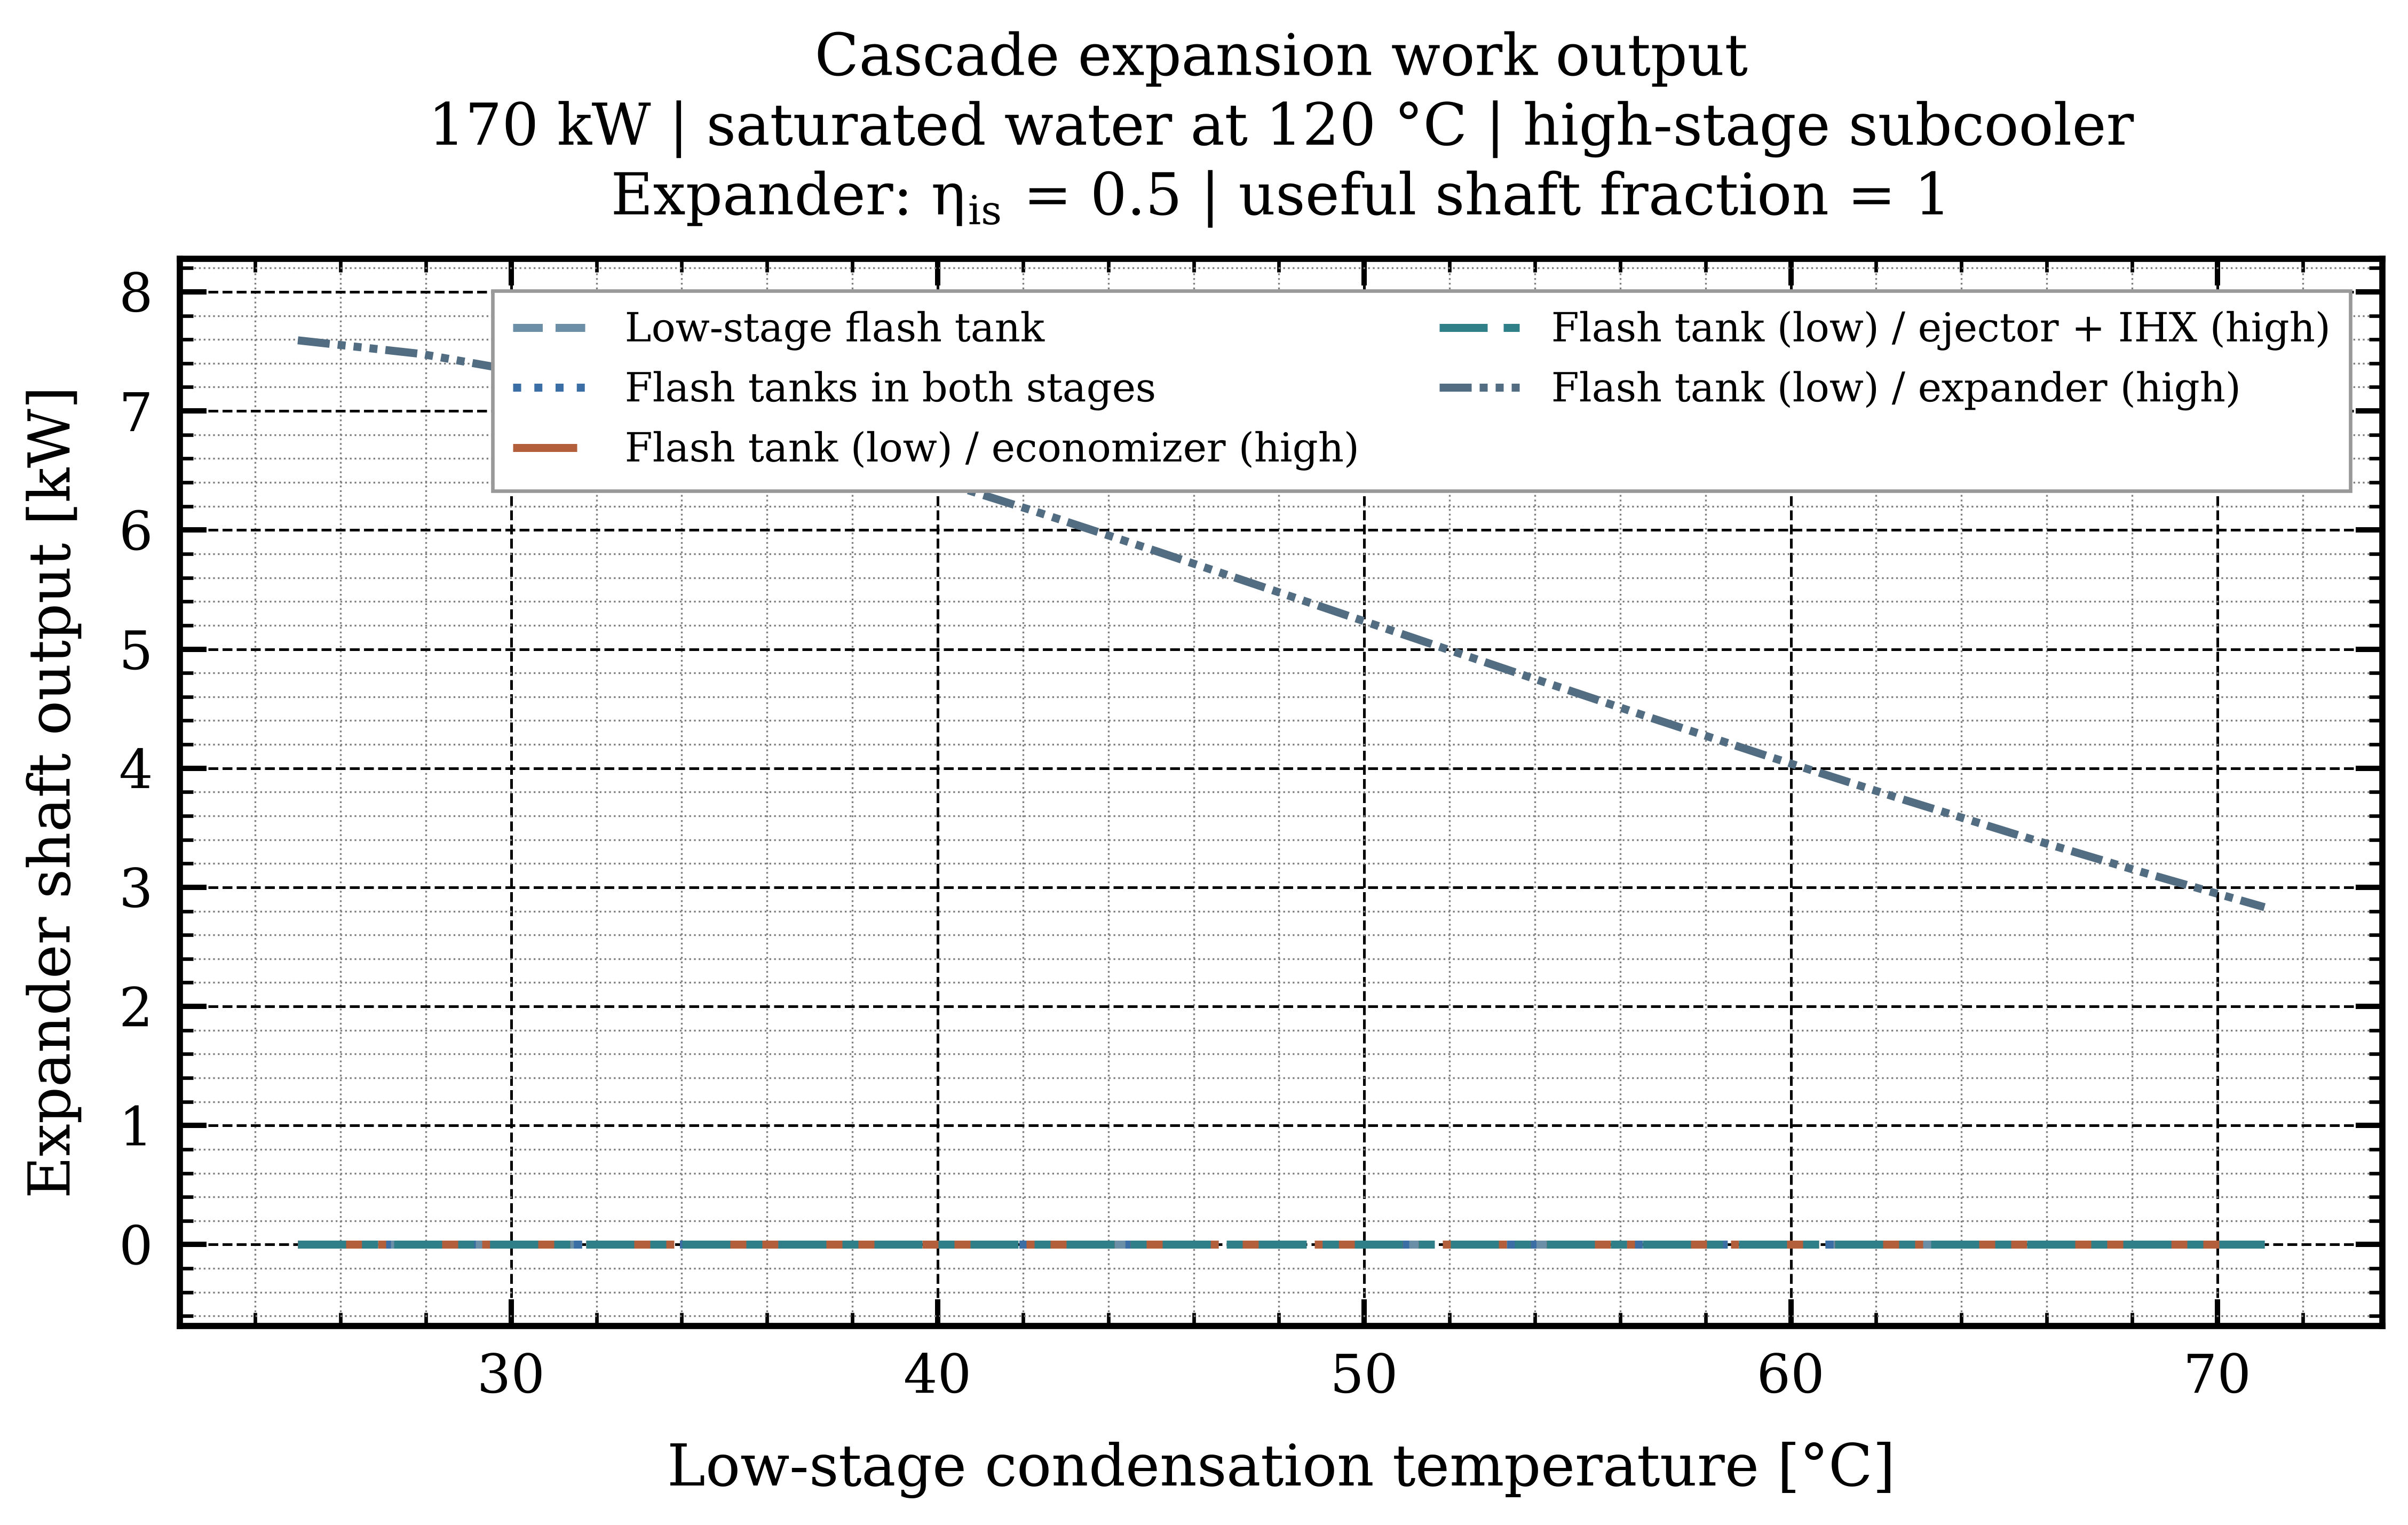 Cascade expansion work output
170 kW | saturated water at 120 °C | high-stage subcooler
Expander: ηis = 0.5 | useful shaft fraction = 1
Expander shaft output [kW]
8
7
6
5
4
3
2
1
0
Low-stage flash tank
Flash tanks in both stages
Flash tank (low) / economizer (high)
Flash tank (low) / ejector + IHX (high)
Flash tank (low) / expander (high)
30 40 50 60 70
Low-stage condensation temperature [°C]